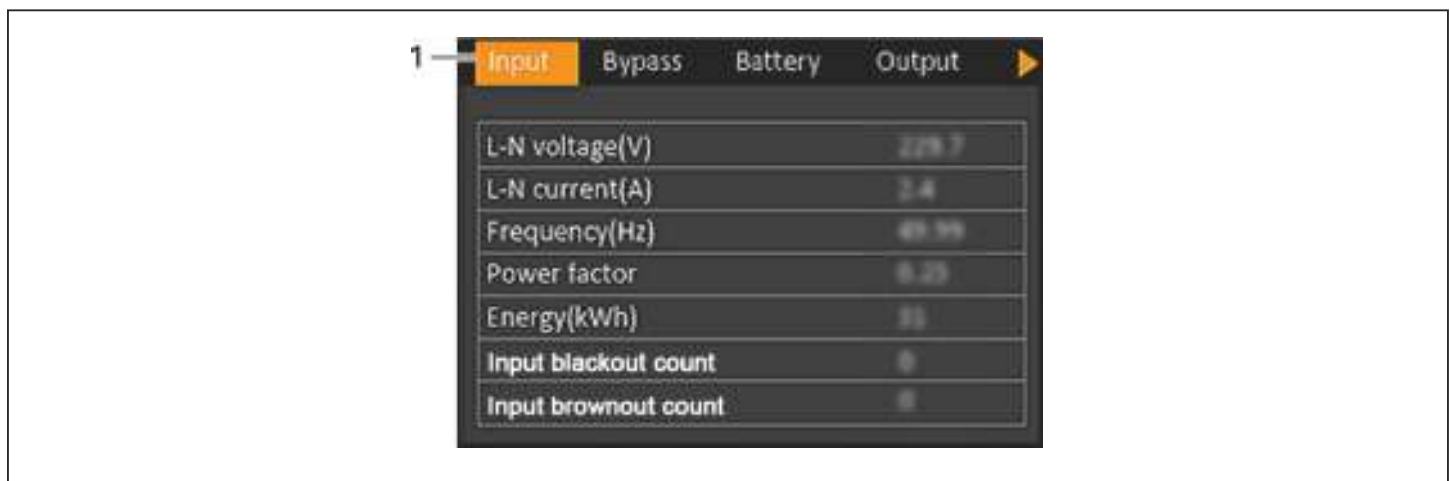 1 Input Bypass Battery Output
L-N voltage(V)
L-N current(A)
Frequency(Hz)
Power factor
Energy(kWh)
Input blackout count
Input brownout count